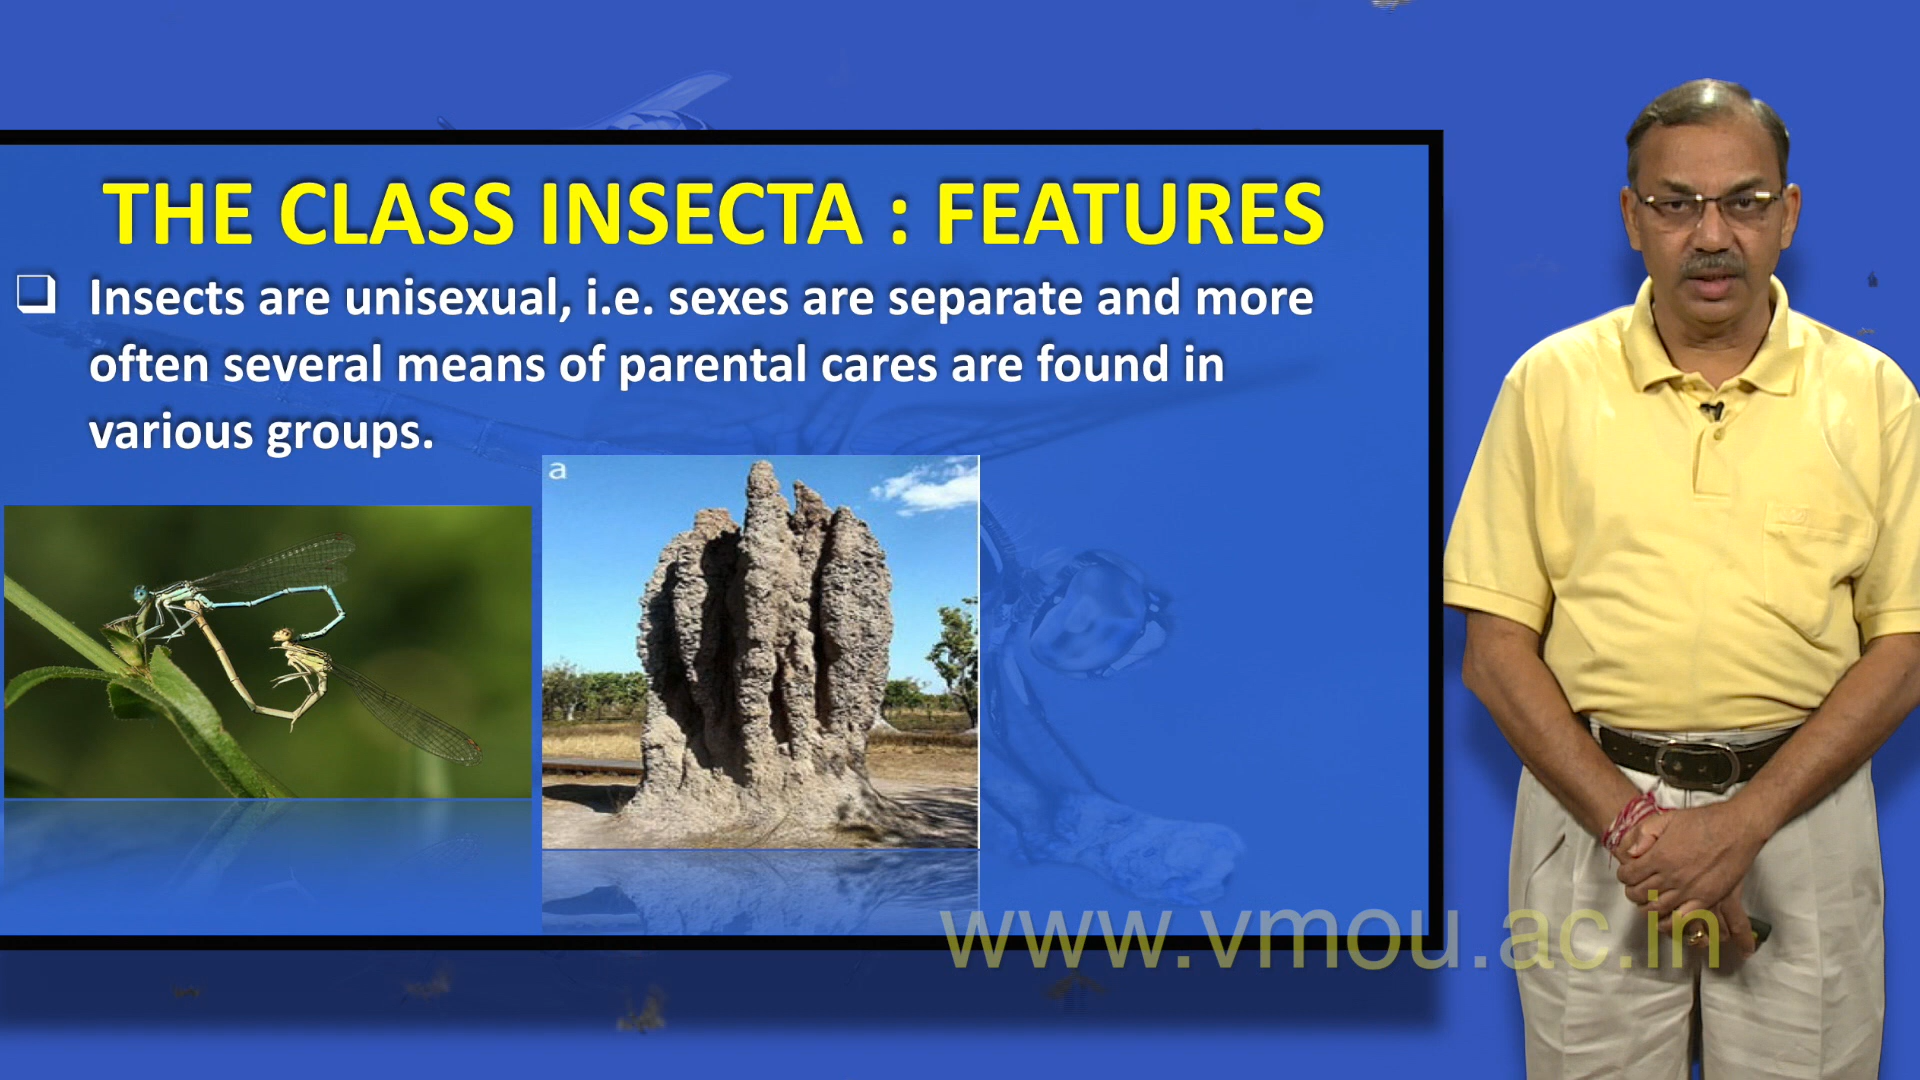 THE CLASS INSECTA : FEATURES
❑ Insects are unisexual, i.e. sexes are separate and more
often several means of parental cares are found in
various groups.
a
www.vmou.ac.in